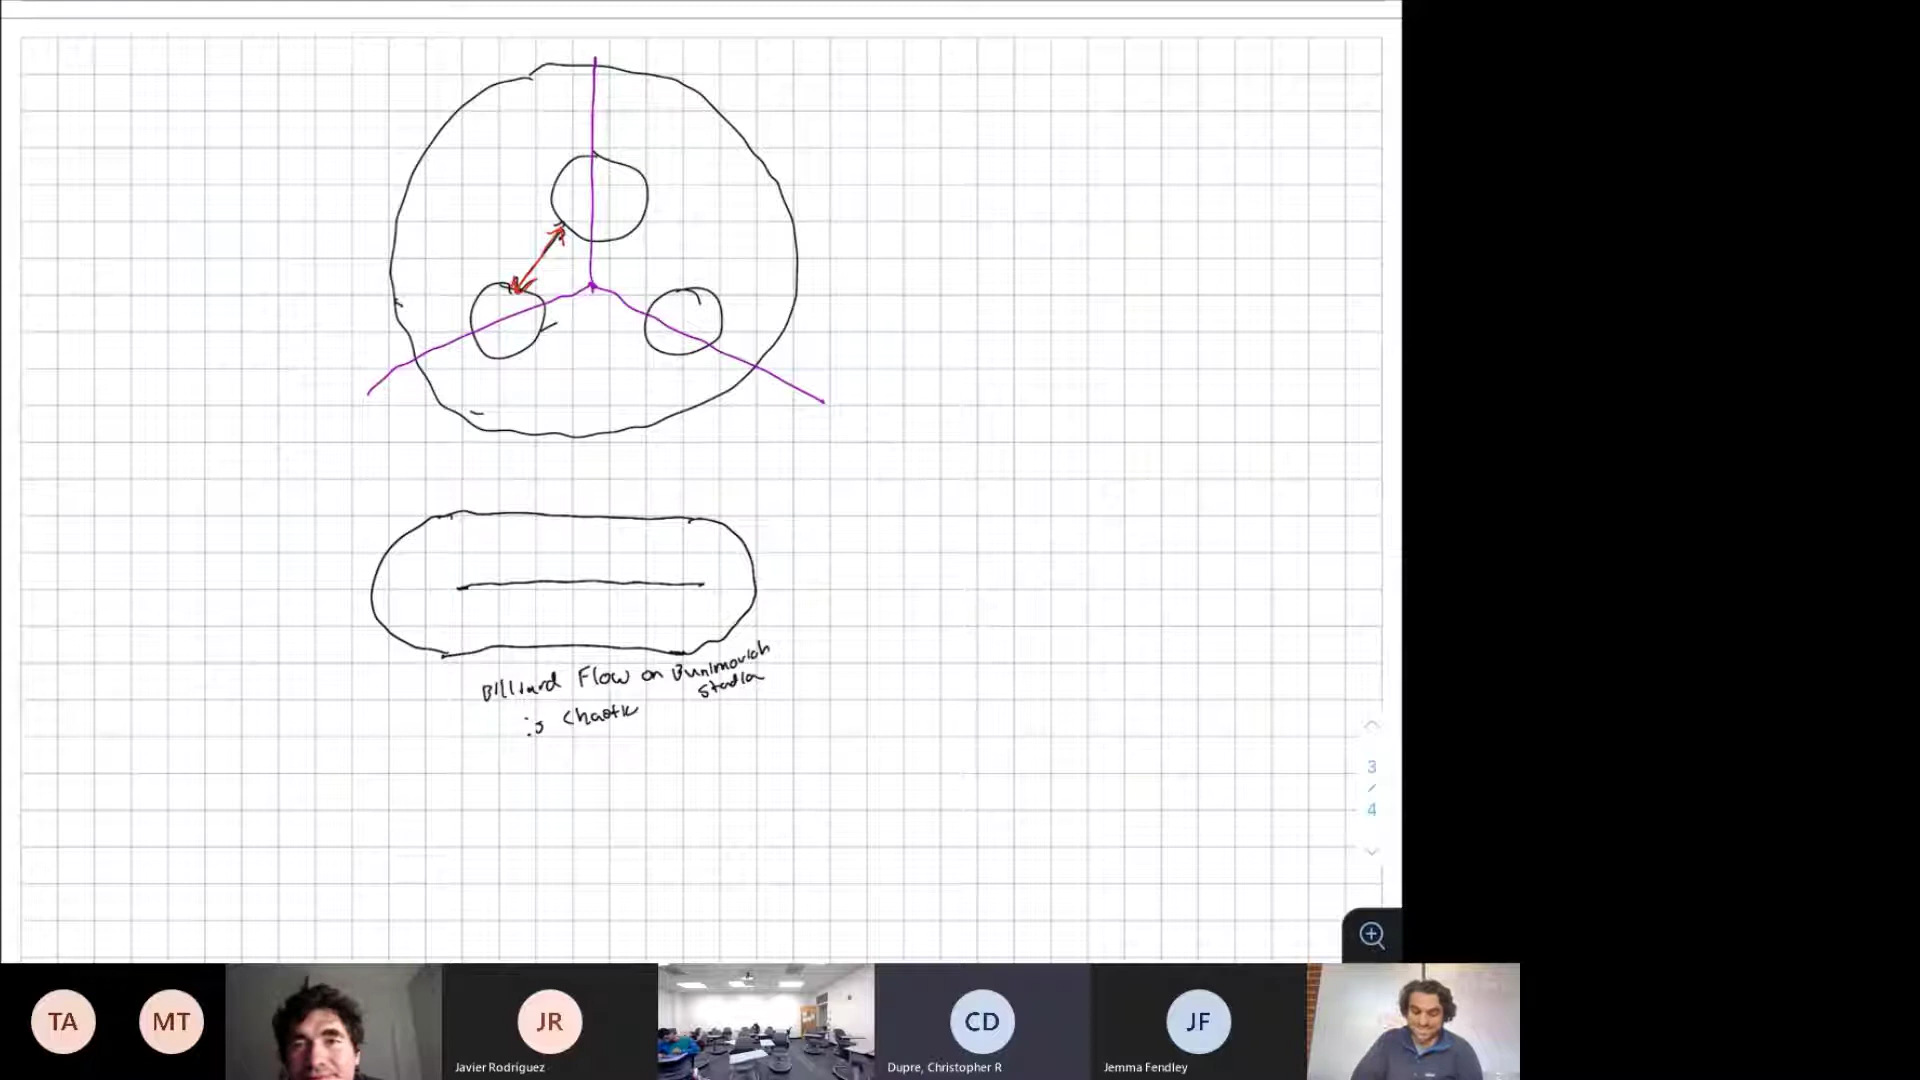 Billiard Flow on Bunimovich
Stadia
is chaotic
3
/
4
TA
MT
JR
CD
JF
Javier Rodriguez
Dupre, Christopher R
Jemma Fendley